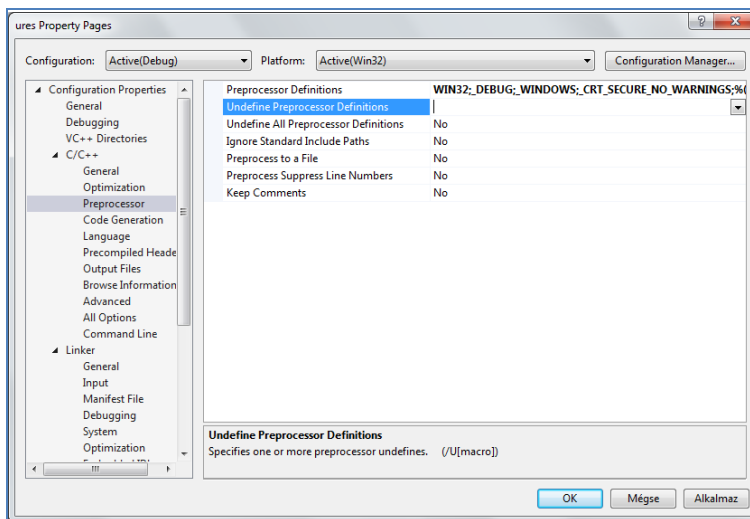 ures Property Pages
Configuration: Active(Debug) Platform: Active(Win32) Configuration Manager...
Configuration Properties
General
Debugging
VC++ Directories
C/C++
General
Optimization
Preprocessor
Code Generation
Language
Precompiled Heade
Output Files
Browse Information
Advanced
All Options
Command Line
Linker
General
Input
Manifest File
Debugging
System
Optimization
Preprocessor Definitions WIN32;_DEBUG;_WINDOWS;_CRT_SECURE_NO_WARNINGS;%(
Undefine Preprocessor Definitions
Undefine All Preprocessor Definitions No
Ignore Standard Include Paths No
Preprocess to a File No
Preprocess Suppress Line Numbers No
Keep Comments No
Undefine Preprocessor Definitions
Specifies one or more preprocessor undefines. (/U[macro])
OK Mégse Alkalmaz